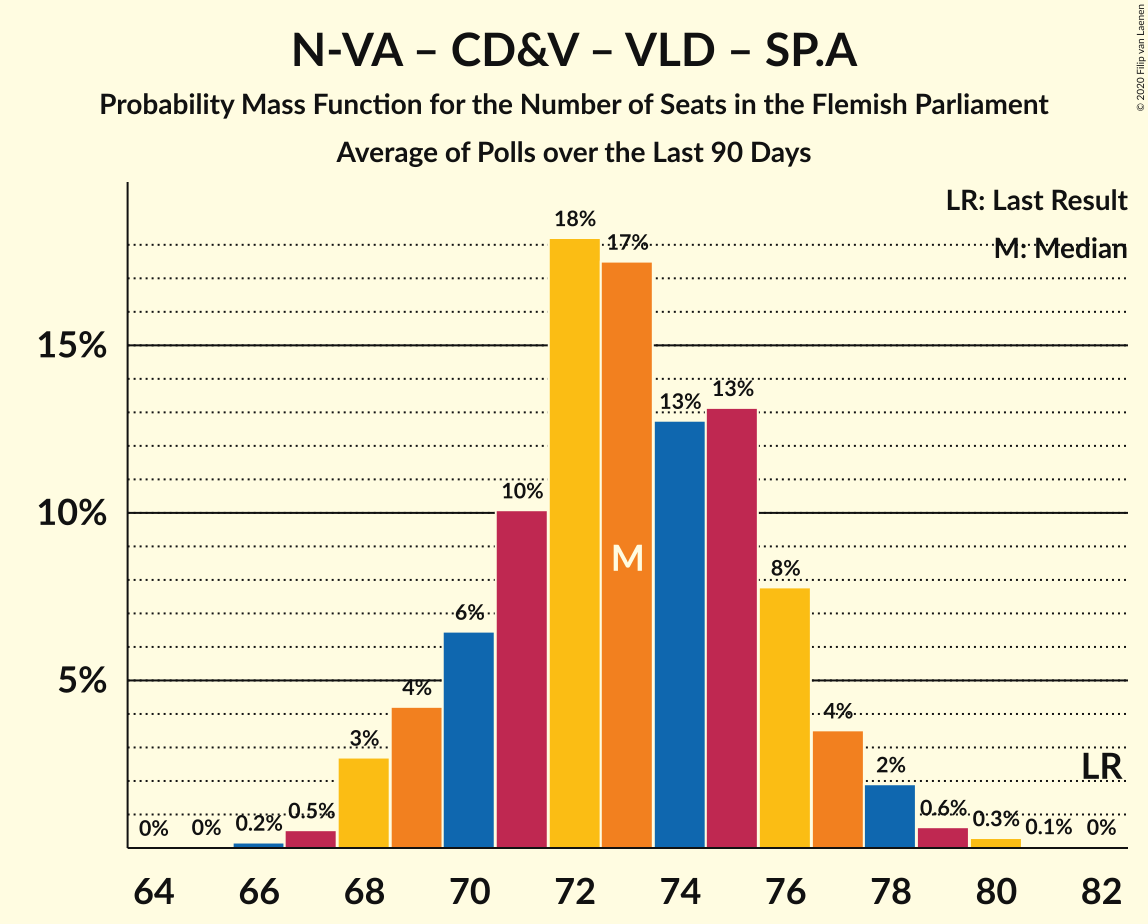 N-VA – CD&V – VLD – SP.A
Probability Mass Function for the Number of Seats in the Flemish Parliament
Average of Polls over the Last 90 Days
© 2020 Filip van Laenen
LR: Last Result
M: Median
15%
10%
5%
0% 0% 0.2% 0.5% 3% 4% 6% 10% 18% 17% 13% 13% 8% 4% 2% 0.6% 0.3% 0.1% 0%
M
LR
64 66 68 70 72 74 76 78 80 82